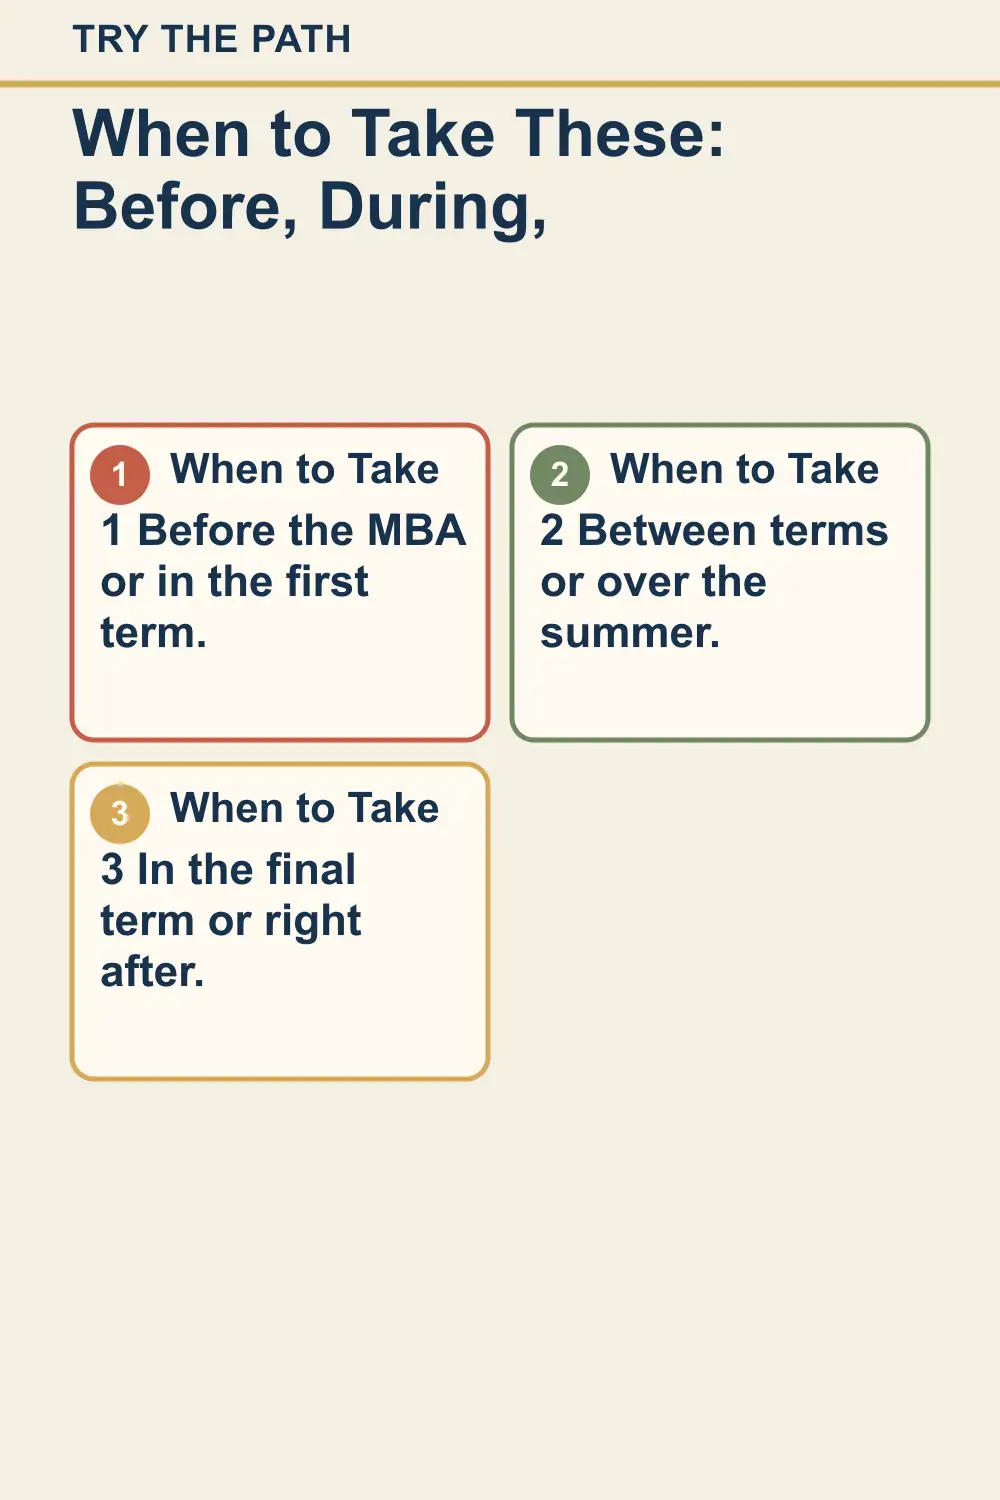 TRY THE PATH
When to Take These:
Before, During,
1 When to Take
1 Before the MBA
or in the first
term.
2 When to Take
2 Between terms
or over the
summer.
3 When to Take
3 In the final
term or right
after.